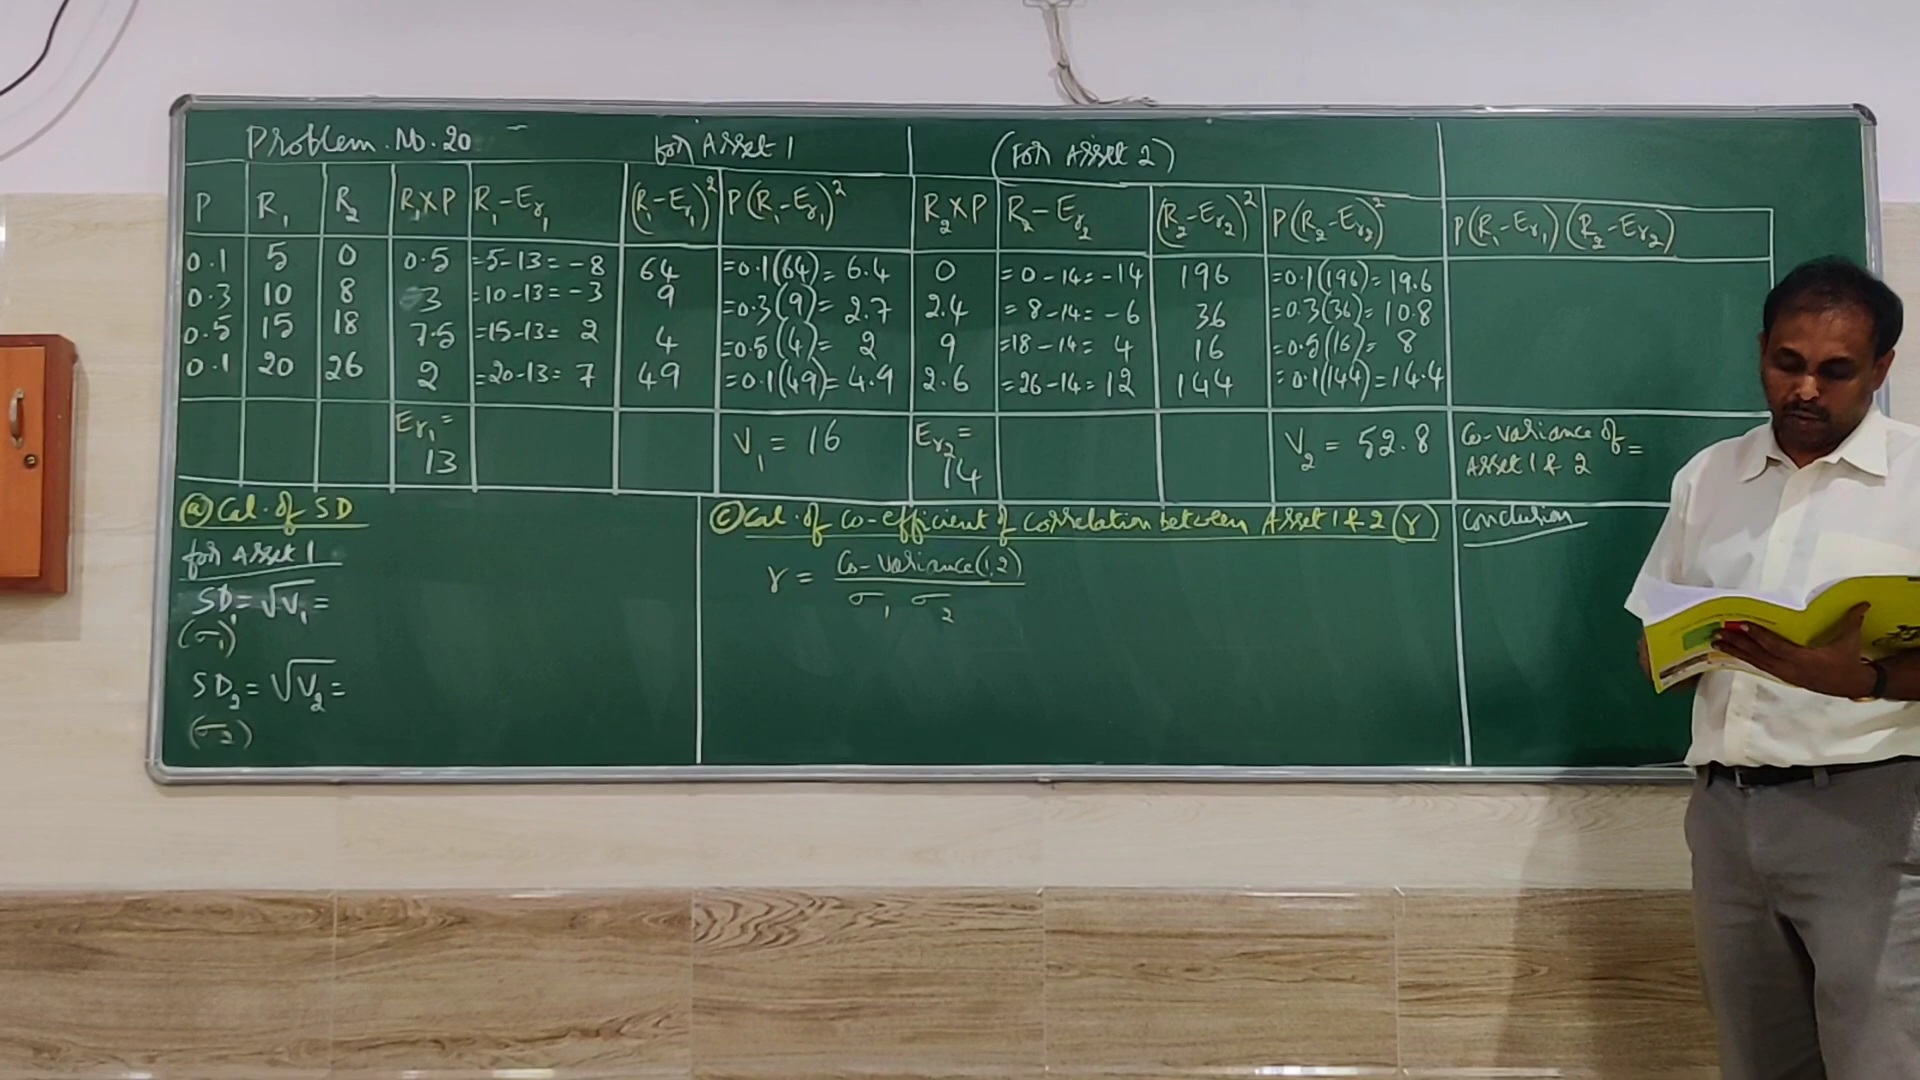 Problem. No. 20 for Asset 1 (For Asset 2)
P R₁ R₂ R₁×P R₁-Er₁ (R₁-Er₁)² P(R₁-Er₁)² R₂×P R₂-Er₂ (R₂-Er₂)² P(R₂-Er₂)² P(R₁-Er₁)(R₂-Er₂)
0.1 5 0 0.5 =5-13=-8 64 =0.1(64)=6.4 0 =0-14=-14 196 =0.1(196)=19.6
0.3 10 8 3 =10-13=-3 9 =0.3(9)=2.7 2.4 =8-14=-6 36 =0.3(36)=10.8
0.5 15 18 7.5 =15-13=2 4 =0.5(4)=2 9 =18-14=4 16 =0.5(16)=8
0.1 20 26 2 =20-13=7 49 =0.1(49)=4.9 2.6 =26-14=12 144 =0.1(144)=14.4
Er₁=
13
V₁=16
Er₂=
14
V₂=52.8
Co-variance of
Asset 1 & 2 =
(a) Cal. of SD
for Asset 1
SD₁=√V₁=
(σ₁)
SD₂=√V₂=
(σ₂)
(c) Cal. of Co-efficient of Correlation between Asset 1 & 2 (r)
r = Co-variance(1,2)
σ₁ σ₂
Conclusion